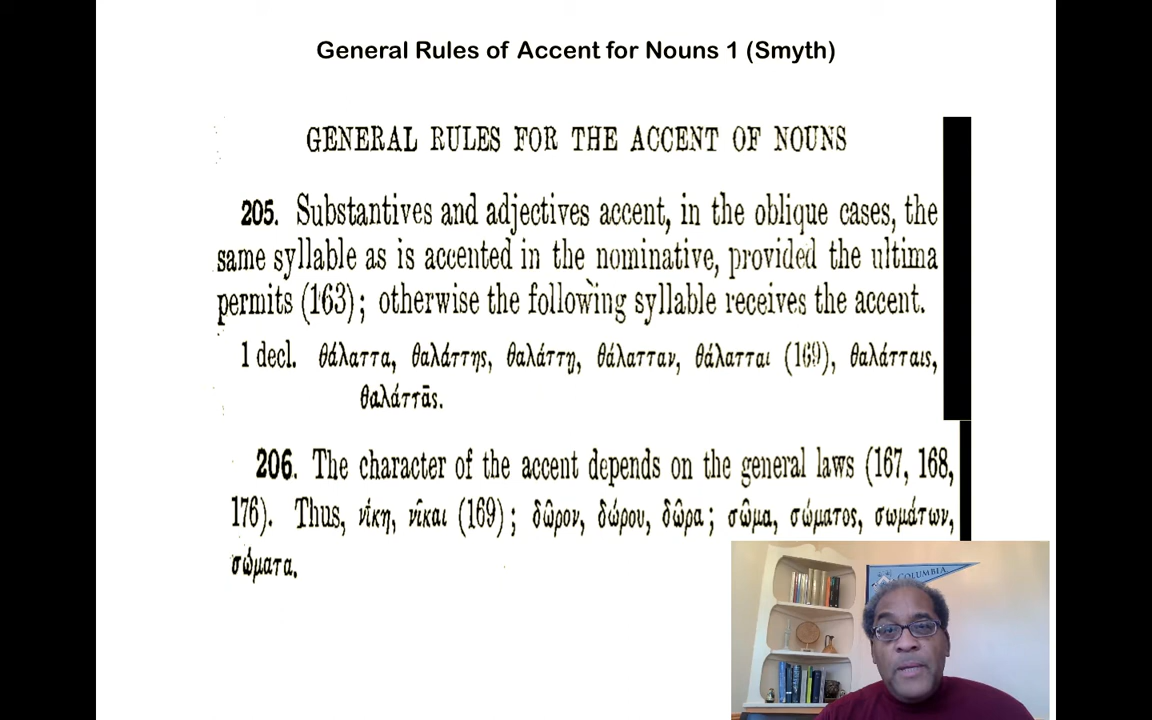 General Rules of Accent for Nouns 1 (Smyth)
GENERAL RULES FOR THE ACCENT OF NOUNS
205. Substantives and adjectives accent, in the oblique cases, the
same syllable as is accented in the nominative, provided the ultima
permits (163); otherwise the following syllable receives the accent.
1 decl. θάλαττα, θαλάττης, θαλάττῃ, θάλατταν, θάλατται (169), θαλάτταις,
θαλάττᾱς.
206. The character of the accent depends on the general laws (167, 168,
176). Thus, νί̄κη, νῖκαι (169); δῶρον, δώρου, δῶρα; σῶμα, σώματος, σωμάτων,
σώματα.
COLUMBIA